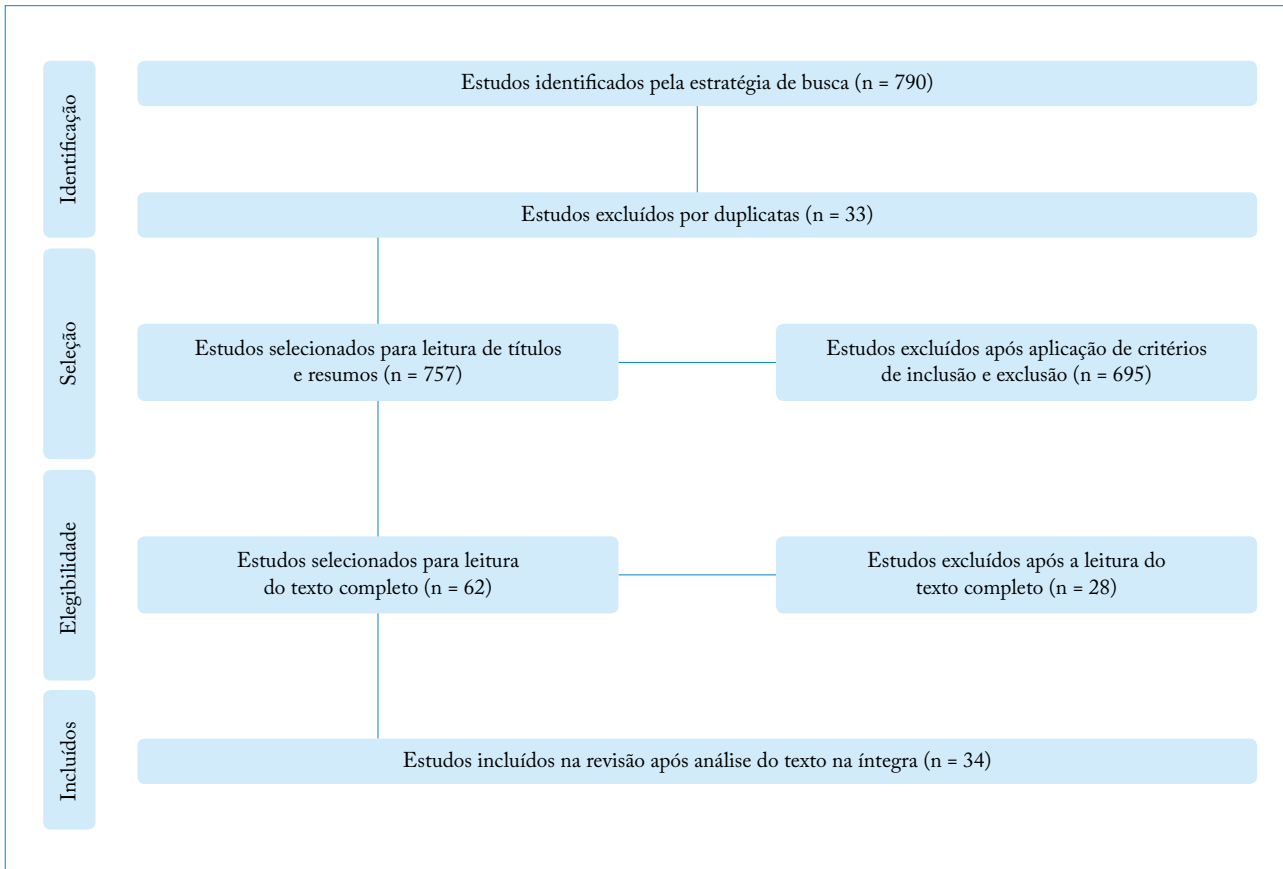 Identificação
Estudos identificados pela estratégia de busca (n = 790)
Estudos excluídos por duplicatas (n = 33)
Seleção
Estudos selecionados para leitura de títulos
e resumos (n = 757)
Estudos excluídos após aplicação de critérios
de inclusão e exclusão (n = 695)
Elegibilidade
Estudos selecionados para leitura
do texto completo (n = 62)
Estudos excluídos após a leitura do
texto completo (n = 28)
Incluídos
Estudos incluídos na revisão após análise do texto na íntegra (n = 34)